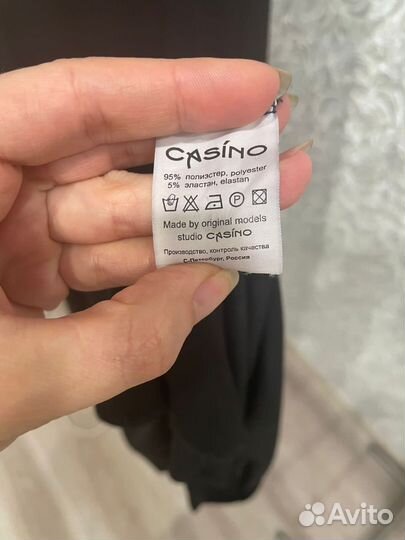 CASINO
95% полиэстер, polyester
5% эластан, elastan
P
Made by original models
studio CASINO
Производство, контроль качества
С-Петербург, Россия
Avito